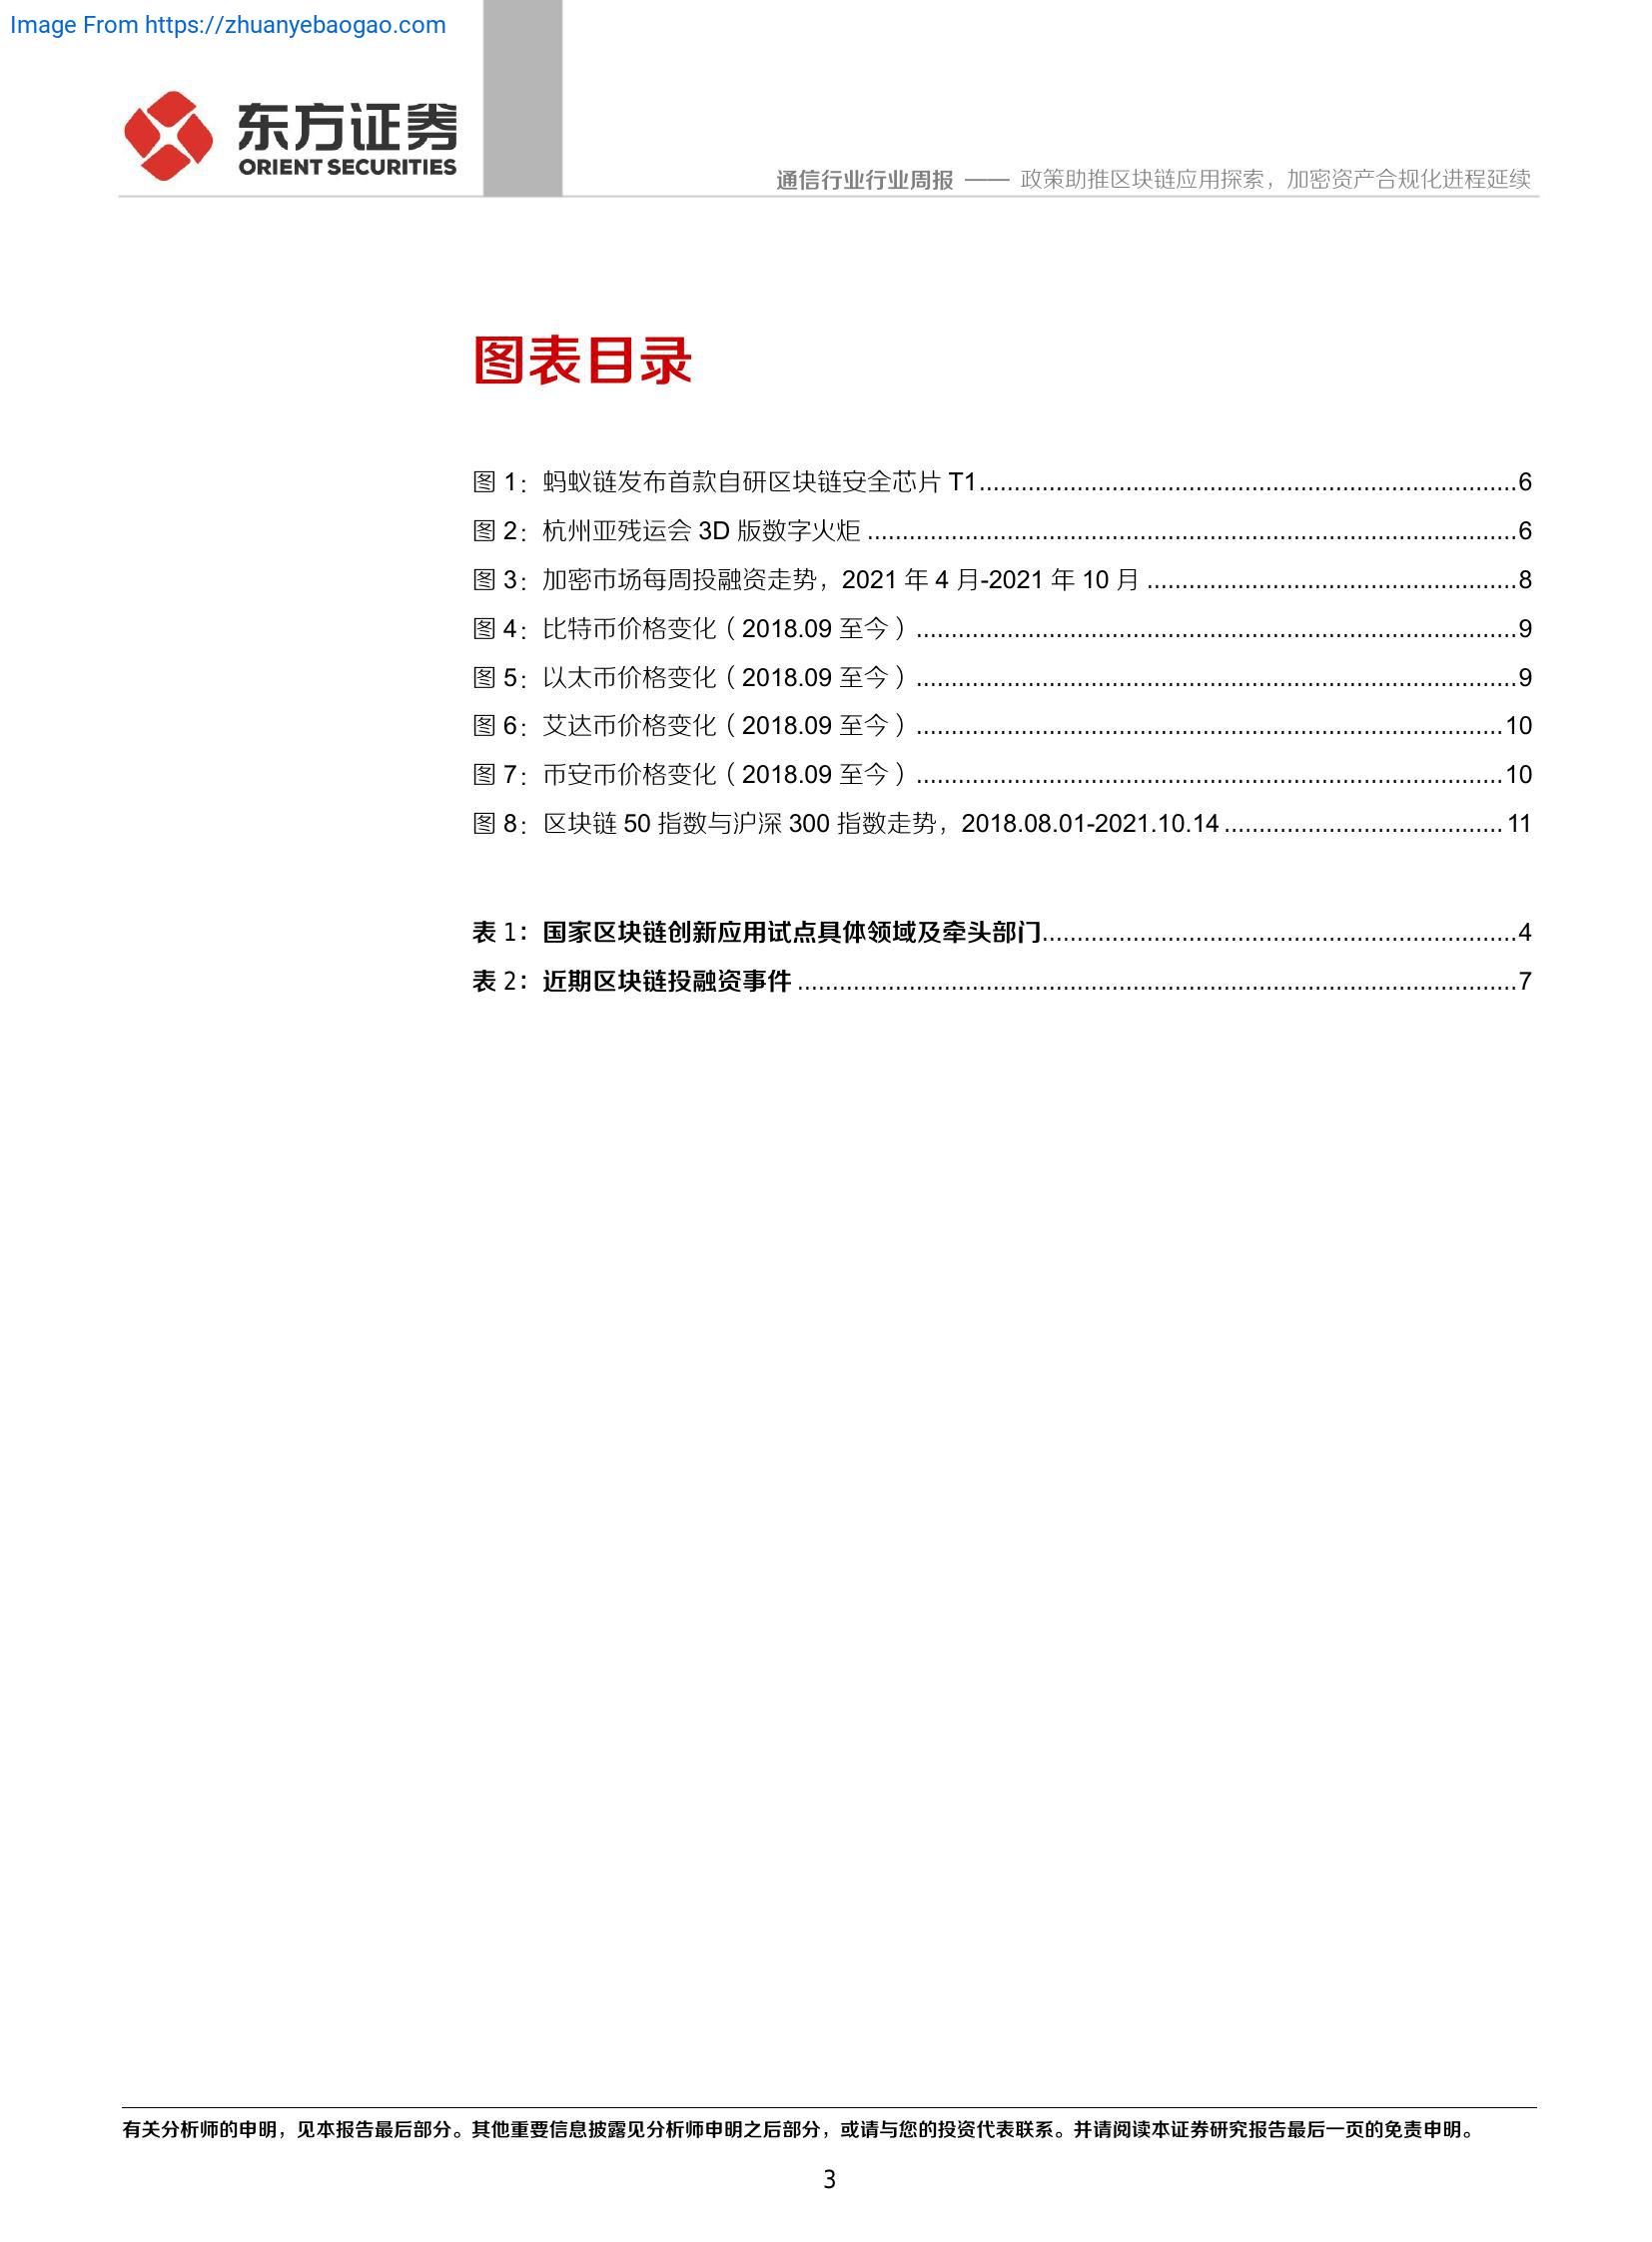 Image From https://zhuanyebaogao.com
东方证券
ORIENT SECURITIES
通信行业行业周报 —— 政策助推区块链应用探索，加密资产合规化进程延续
图表目录
图 1：蚂蚁链发布首款自研区块链安全芯片 T1..............................................................................6
图 2：杭州亚残运会 3D 版数字火炬 ..............................................................................................6
图 3：加密市场每周投融资走势，2021 年 4 月-2021 年 10 月 .....................................................8
图 4：比特币价格变化（2018.09 至今）.......................................................................................9
图 5：以太币价格变化（2018.09 至今）.......................................................................................9
图 6：艾达币价格变化（2018.09 至今）.....................................................................................10
图 7：币安币价格变化（2018.09 至今）.....................................................................................10
图 8：区块链 50 指数与沪深 300 指数走势，2018.08.01-2021.10.14 ........................................ 11
表 1：国家区块链创新应用试点具体领域及牵头部门.....................................................................4
表 2：近期区块链投融资事件 ........................................................................................................7
有关分析师的申明，见本报告最后部分。其他重要信息披露见分析师申明之后部分，或请与您的投资代表联系。并请阅读本证券研究报告最后一页的免责申明。
3